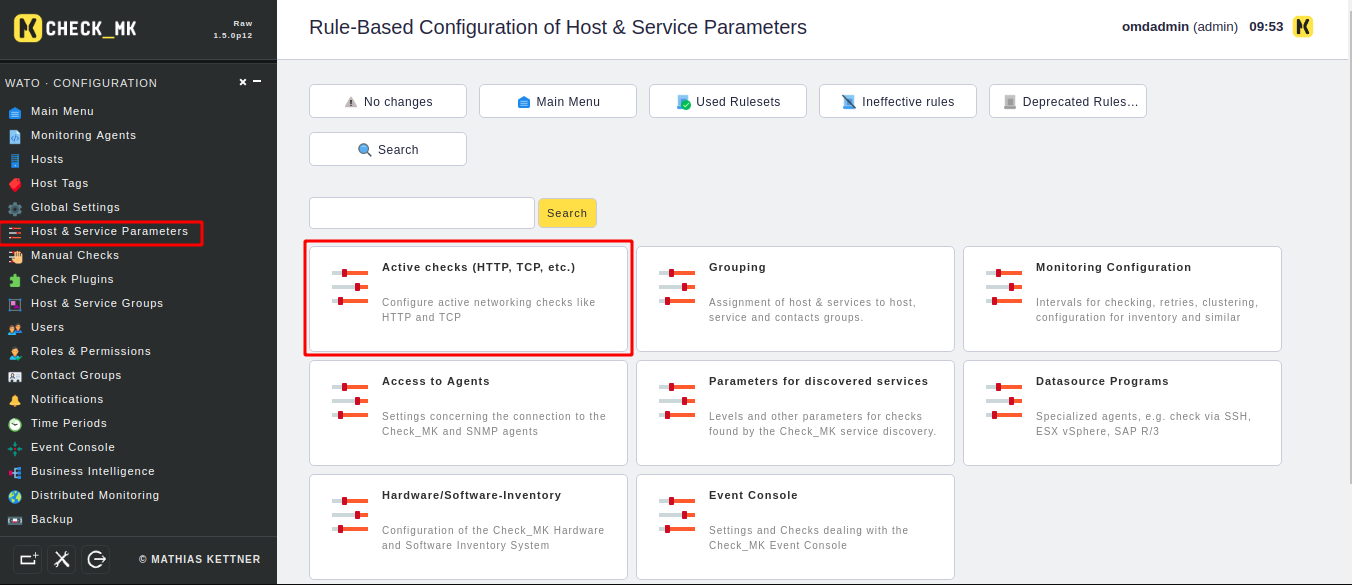 CHECK_MK
Raw
1.5.0p12
WATO · CONFIGURATION
Main Menu
Monitoring Agents
Hosts
Host Tags
Global Settings
Host & Service Parameters
Manual Checks
Check Plugins
Host & Service Groups
Users
Roles & Permissions
Contact Groups
Notifications
Time Periods
Event Console
Business Intelligence
Distributed Monitoring
Backup
© MATHIAS KETTNER
Rule-Based Configuration of Host & Service Parameters
omdadmin (admin) 09:53
No changes
Main Menu
Used Rulesets
Ineffective rules
Deprecated Rules…
Search
Search
Active checks (HTTP, TCP, etc.)
Configure active networking checks like
HTTP and TCP
Grouping
Assignment of host & services to host,
service and contacts groups.
Monitoring Configuration
Intervals for checking, retries, clustering,
configuration for inventory and similar
Access to Agents
Settings concerning the connection to the
Check_MK and SNMP agents
Parameters for discovered services
Levels and other parameters for checks
found by the Check_MK service discovery.
Datasource Programs
Specialized agents, e.g. check via SSH,
ESX vSphere, SAP R/3
Hardware/Software-Inventory
Configuration of the Check_MK Hardware
and Software Inventory System
Event Console
Settings and Checks dealing with the
Check_MK Event Console